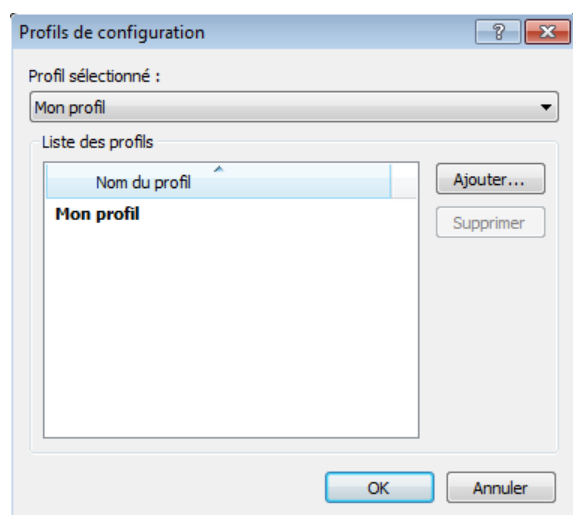 Profils de configuration
Profil sélectionné :
Mon profil
Liste des profils
Nom du profil
Ajouter...
Mon profil
Supprimer
OK
Annuler